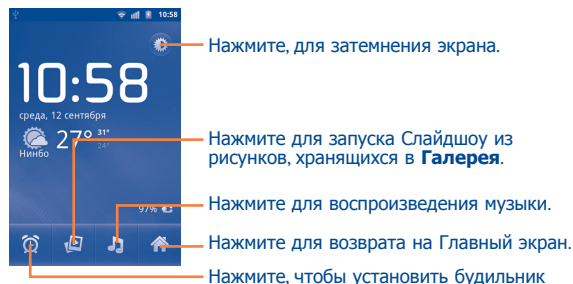 10:58
Нажмите, для затемнения экрана.
10:58
среда, 12 сентября
27° 31°
24°
Нинбо
Нажмите для запуска Слайдшоу из
рисунков, хранящихся в Галерея.
97%
Нажмите для воспроизведения музыки.
Нажмите для возврата на Главный экран.
Нажмите, чтобы установить будильник